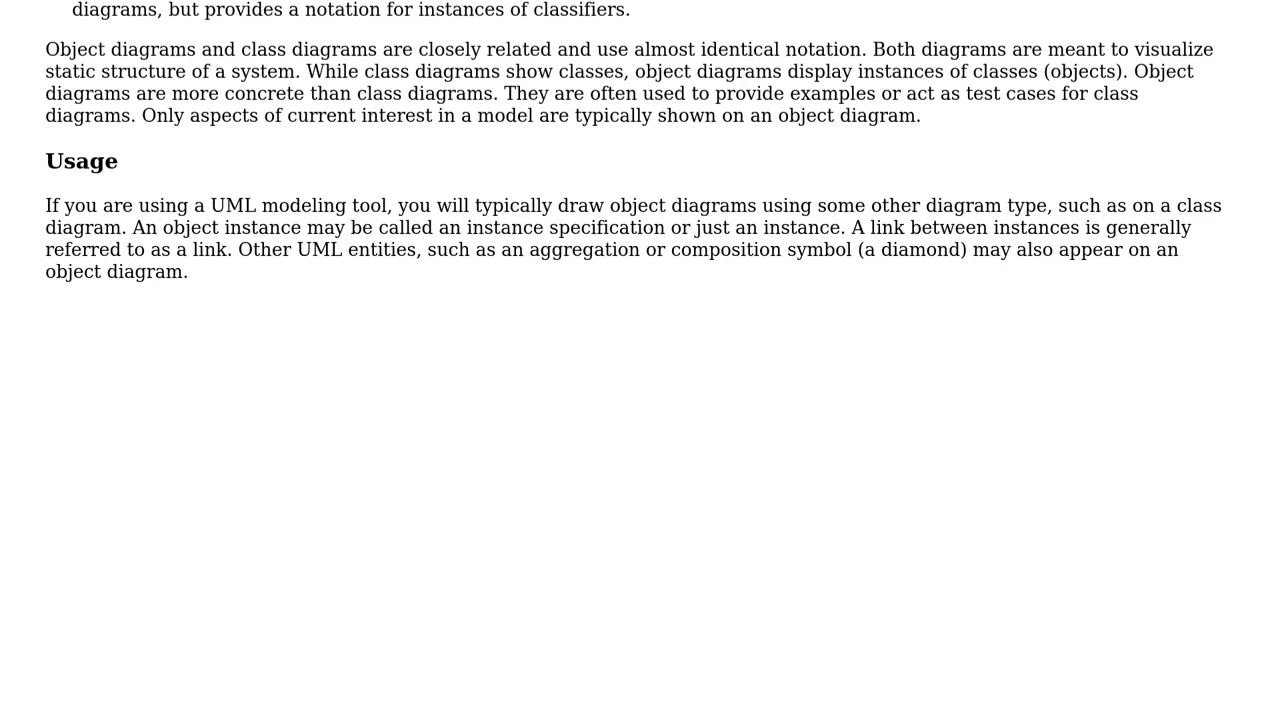 diagrams, but provides a notation for instances of classifiers.
Object diagrams and class diagrams are closely related and use almost identical notation. Both diagrams are meant to visualize
static structure of a system. While class diagrams show classes, object diagrams display instances of classes (objects). Object
diagrams are more concrete than class diagrams. They are often used to provide examples or act as test cases for class
diagrams. Only aspects of current interest in a model are typically shown on an object diagram.
Usage
If you are using a UML modeling tool, you will typically draw object diagrams using some other diagram type, such as on a class
diagram. An object instance may be called an instance specification or just an instance. A link between instances is generally
referred to as a link. Other UML entities, such as an aggregation or composition symbol (a diamond) may also appear on an
object diagram.